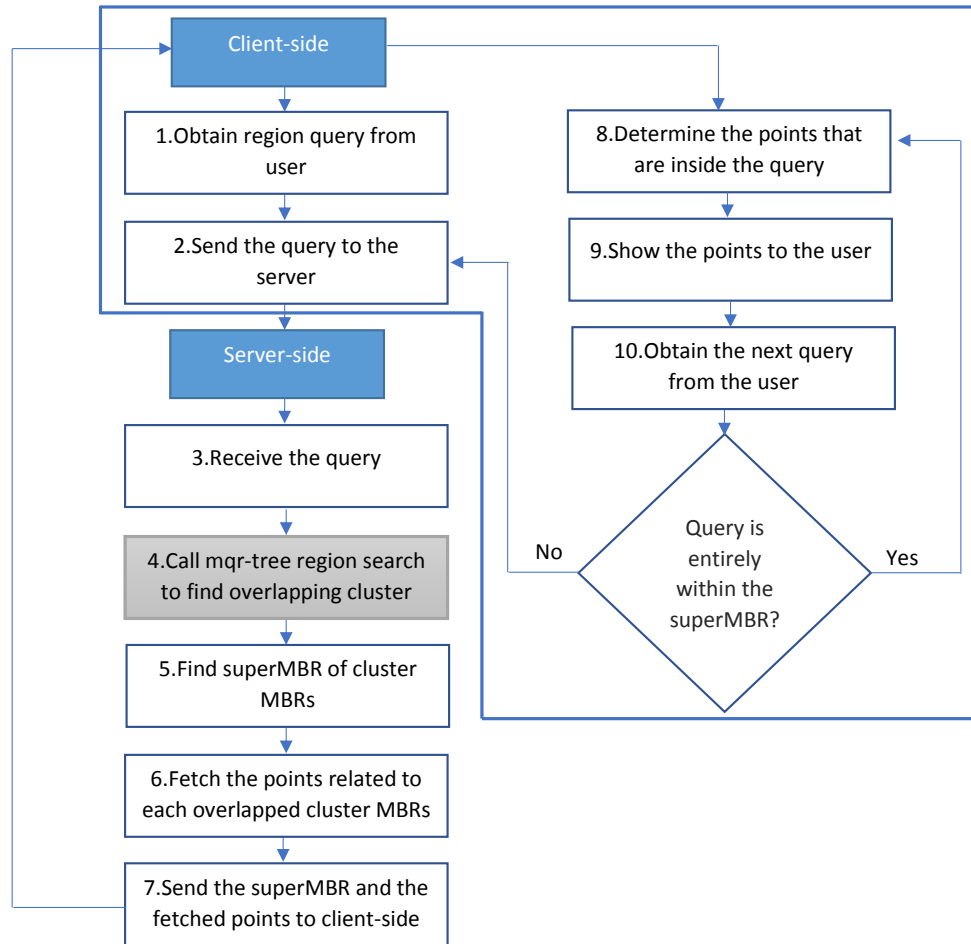 Client-side
1.Obtain region query from
user
2.Send the query to the
server
Server-side
3.Receive the query
4.Call mqr-tree region search
to find overlapping cluster
5.Find superMBR of cluster
MBRs
6.Fetch the points related to
each overlapped cluster MBRs
7.Send the superMBR and the
fetched points to client-side
8.Determine the points that
are inside the query
9.Show the points to the user
10.Obtain the next query
from the user
Query is
entirely
within the
superMBR?
No
Yes